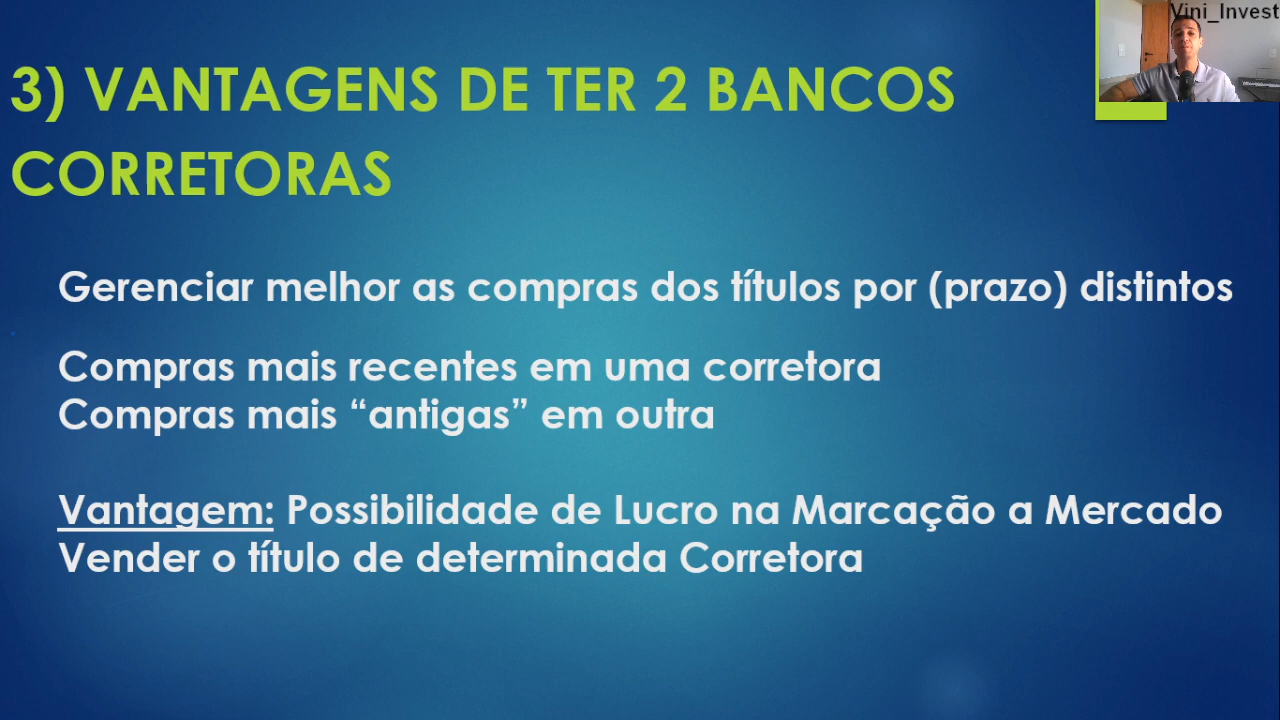 Vini_Invest
3) VANTAGENS DE TER 2 BANCOS
CORRETORAS
Gerenciar melhor as compras dos títulos por (prazo) distintos
Compras mais recentes em uma corretora
Compras mais “antigas” em outra
Vantagem: Possibilidade de Lucro na Marcação a Mercado
Vender o título de determinada Corretora